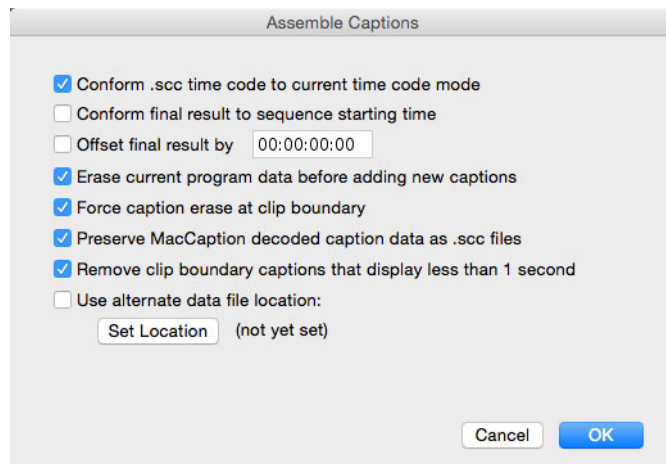 Assemble Captions
Conform .scc time code to current time code mode
Conform final result to sequence starting time
Offset final result by 00:00:00:00
Erase current program data before adding new captions
Force caption erase at clip boundary
Preserve MacCaption decoded caption data as .scc files
Remove clip boundary captions that display less than 1 second
Use alternate data file location:
Set Location (not yet set)
Cancel OK